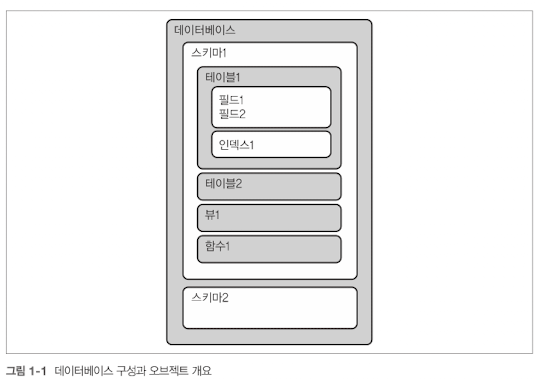 데이터베이스
스키마1
테이블1
필드1
필드2
인덱스1
테이블2
뷰1
함수1
스키마2
그림 1-1 데이터베이스 구성과 오브젝트 개요